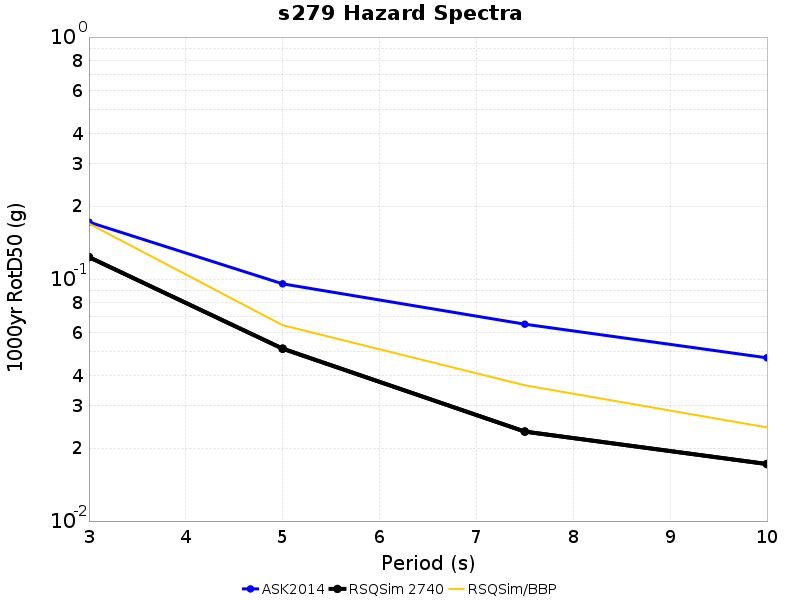 s279 Hazard Spectra
10^0
8
6
4
3
2
10^-1
8
6
4
3
2
10^-2
1000yr RotD50 (g)
3 4 5 6 7 8 9 10
Period (s)
ASK2014 RSQSim 2740 RSQSim/BBP